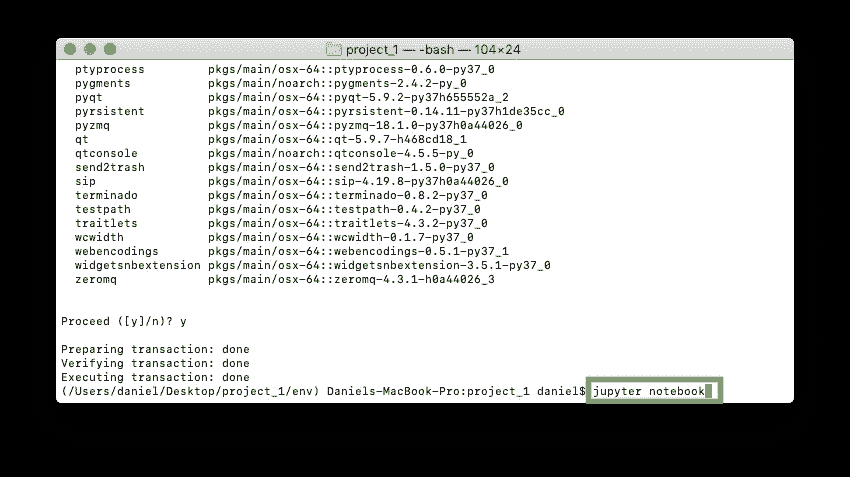 project_1 — -bash — 104×24
ptyprocess pkgs/main/osx-64::ptyprocess-0.6.0-py37_0
pygments pkgs/main/noarch::pygments-2.4.2-py_0
pyqt pkgs/main/osx-64::pyqt-5.9.2-py37h655552a_2
pyrsistent pkgs/main/osx-64::pyrsistent-0.14.11-py37h1de35cc_0
pyzmq pkgs/main/osx-64::pyzmq-18.1.0-py37h0a44026_0
qt pkgs/main/osx-64::qt-5.9.7-h468cd18_1
qtconsole pkgs/main/noarch::qtconsole-4.5.5-py_0
send2trash pkgs/main/osx-64::send2trash-1.5.0-py37_0
sip pkgs/main/osx-64::sip-4.19.8-py37h0a44026_0
terminado pkgs/main/osx-64::terminado-0.8.2-py37_0
testpath pkgs/main/osx-64::testpath-0.4.2-py37_0
traitlets pkgs/main/osx-64::traitlets-4.3.2-py37_0
wcwidth pkgs/main/osx-64::wcwidth-0.1.7-py37_0
webencodings pkgs/main/osx-64::webencodings-0.5.1-py37_1
widgetsnbextension pkgs/main/osx-64::widgetsnbextension-3.5.1-py37_0
zeromq pkgs/main/osx-64::zeromq-4.3.1-h0a44026_3
Proceed ([y]/n)? y
Preparing transaction: done
Verifying transaction: done
Executing transaction: done
(/Users/daniel/Desktop/project_1/env) Daniels-MacBook-Pro:project_1 daniel$ jupyter notebook